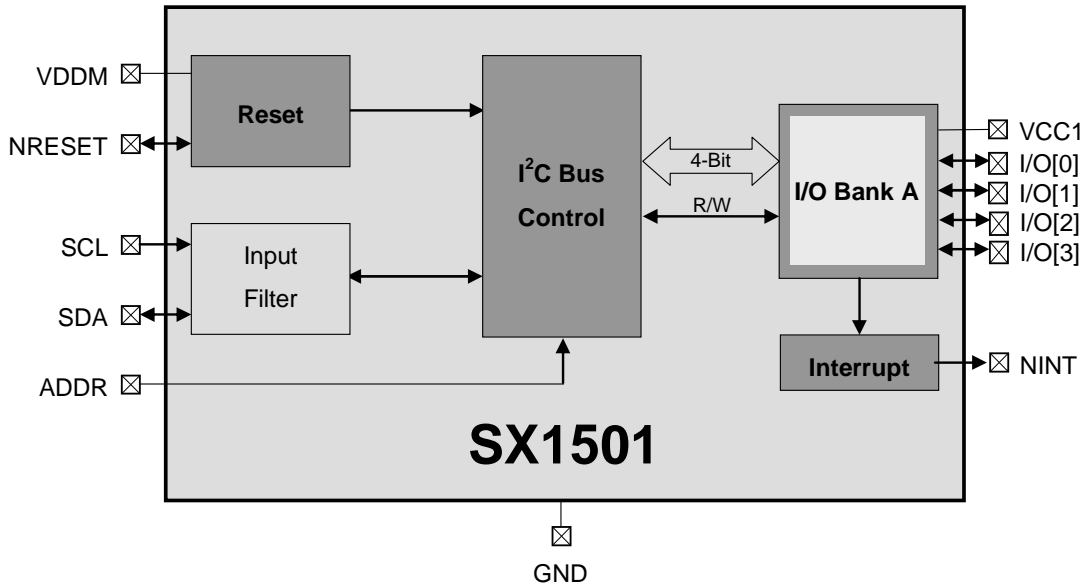 VDDM
NRESET
SCL
SDA
ADDR
Reset
Input
Filter
I²C Bus
Control
4-Bit
R/W
I/O Bank A
Interrupt
VCC1
I/O[0]
I/O[1]
I/O[2]
I/O[3]
NINT
SX1501
GND